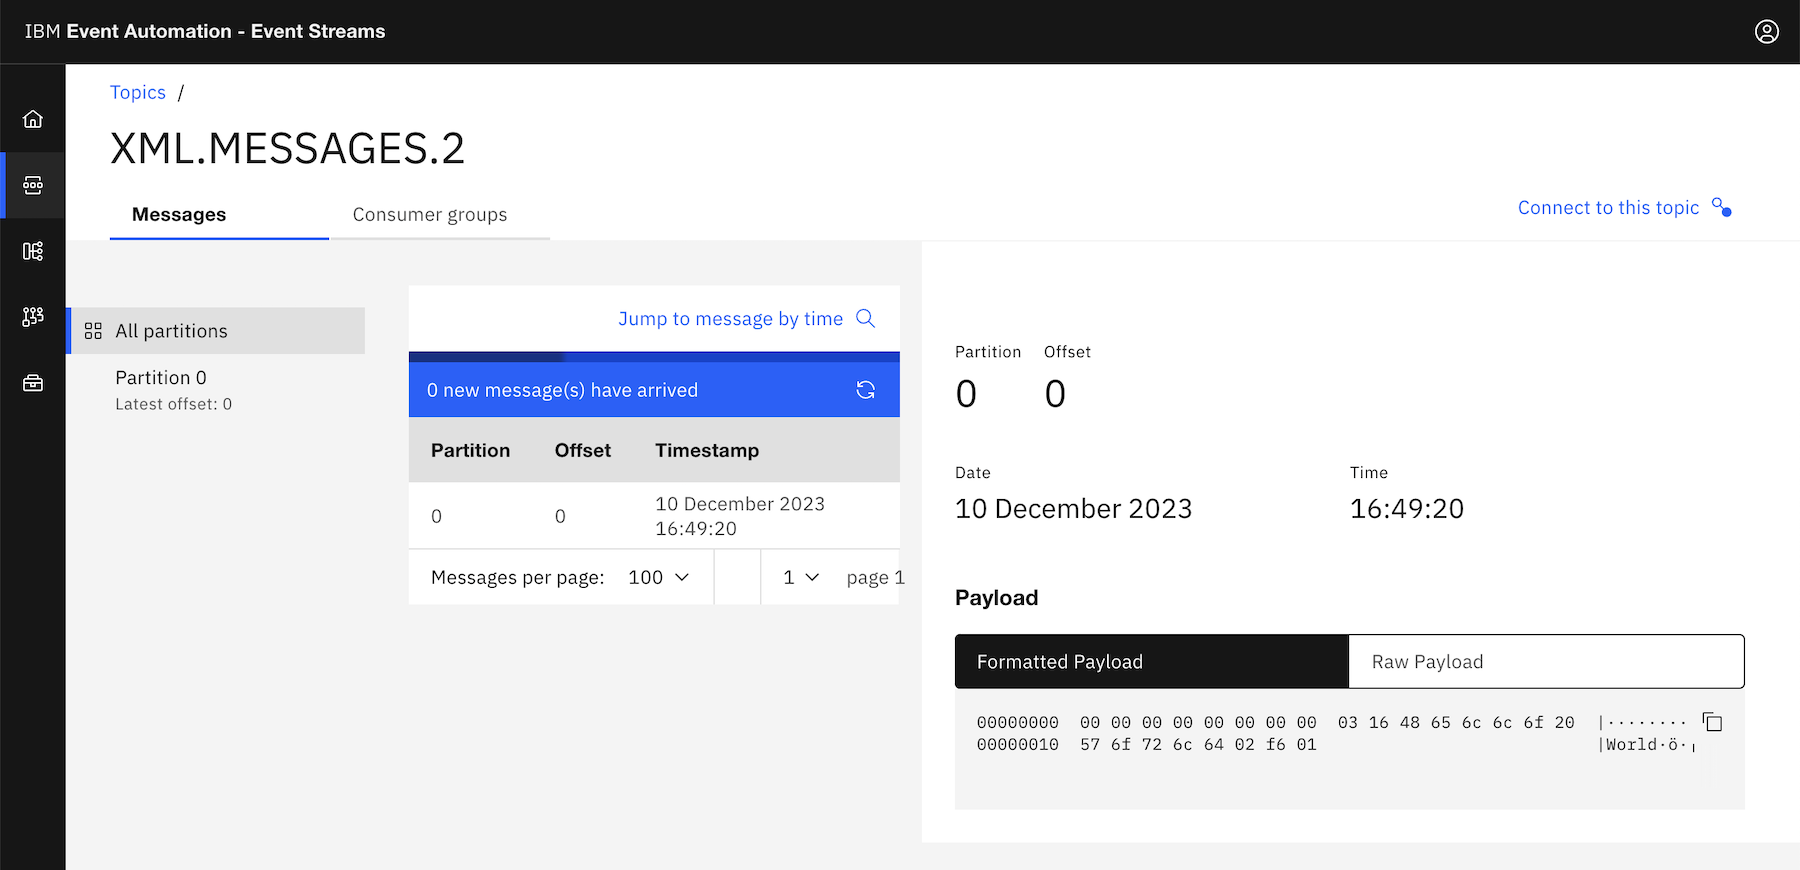 IBM Event Automation - Event Streams
Topics /
XML.MESSAGES.2
Messages
Consumer groups
Connect to this topic
All partitions
Partition 0
Latest offset: 0
Jump to message by time
0 new message(s) have arrived
Partition Offset Timestamp
0 0 10 December 2023
16:49:20
Messages per page: 100 1 page 1
Partition Offset
0 0
Date Time
10 December 2023 16:49:20
Payload
Formatted Payload Raw Payload
00000000 00 00 00 00 00 00 00 00 03 16 48 65 6c 6c 6f 20 |········
00000010 57 6f 72 6c 64 02 f6 01 |World·ö·